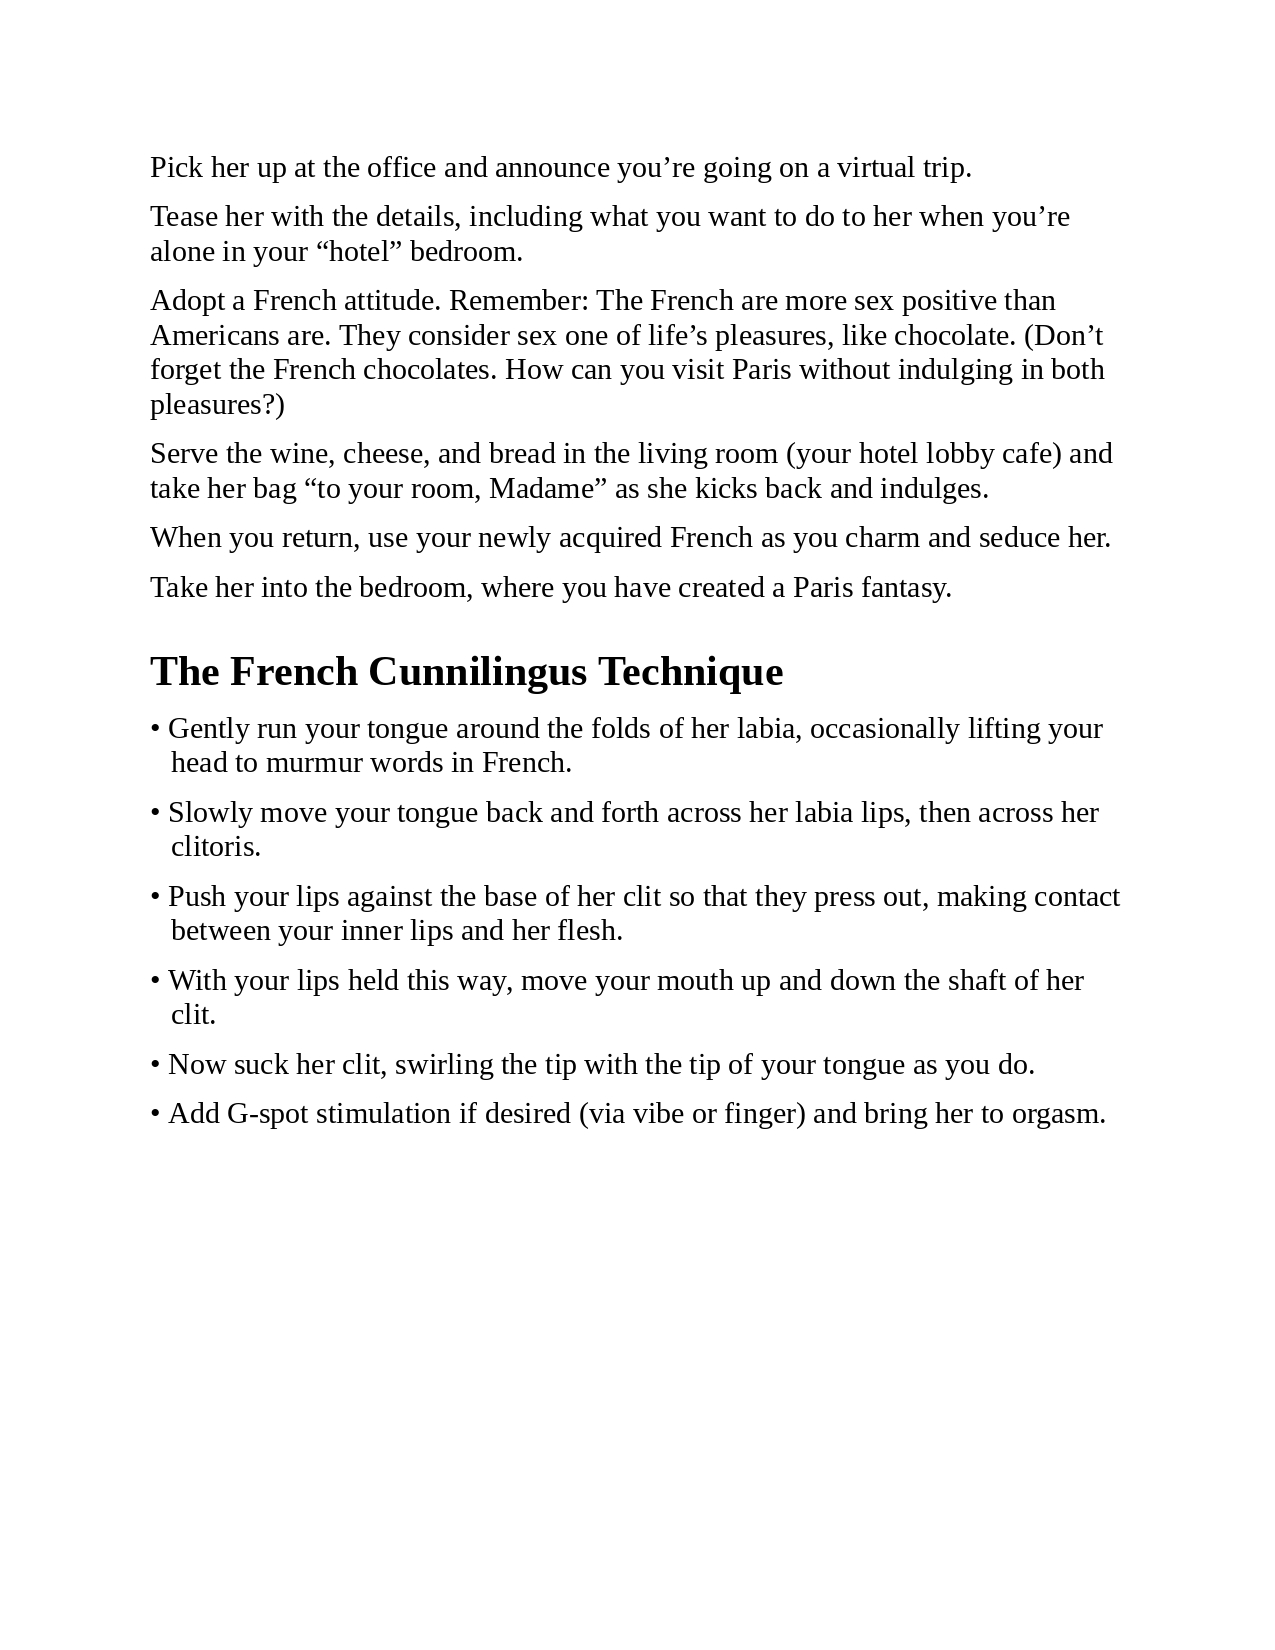 Pick her up at the office and announce you’re going on a virtual trip.
Tease her with the details, including what you want to do to her when you’re
alone in your “hotel” bedroom.
Adopt a French attitude. Remember: The French are more sex positive than
Americans are. They consider sex one of life’s pleasures, like chocolate. (Don’t
forget the French chocolates. How can you visit Paris without indulging in both
pleasures?)
Serve the wine, cheese, and bread in the living room (your hotel lobby cafe) and
take her bag “to your room, Madame” as she kicks back and indulges.
When you return, use your newly acquired French as you charm and seduce her.
Take her into the bedroom, where you have created a Paris fantasy.
The French Cunnilingus Technique
• Gently run your tongue around the folds of her labia, occasionally lifting your
head to murmur words in French.
• Slowly move your tongue back and forth across her labia lips, then across her
clitoris.
• Push your lips against the base of her clit so that they press out, making contact
between your inner lips and her flesh.
• With your lips held this way, move your mouth up and down the shaft of her
clit.
• Now suck her clit, swirling the tip with the tip of your tongue as you do.
• Add G-spot stimulation if desired (via vibe or finger) and bring her to orgasm.